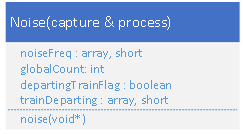 Noise(capture & process)
noiseFreq : array, short
globalCount: int
departingTrainFlag : boolean
trainDeparting : array, short
noise(void*)